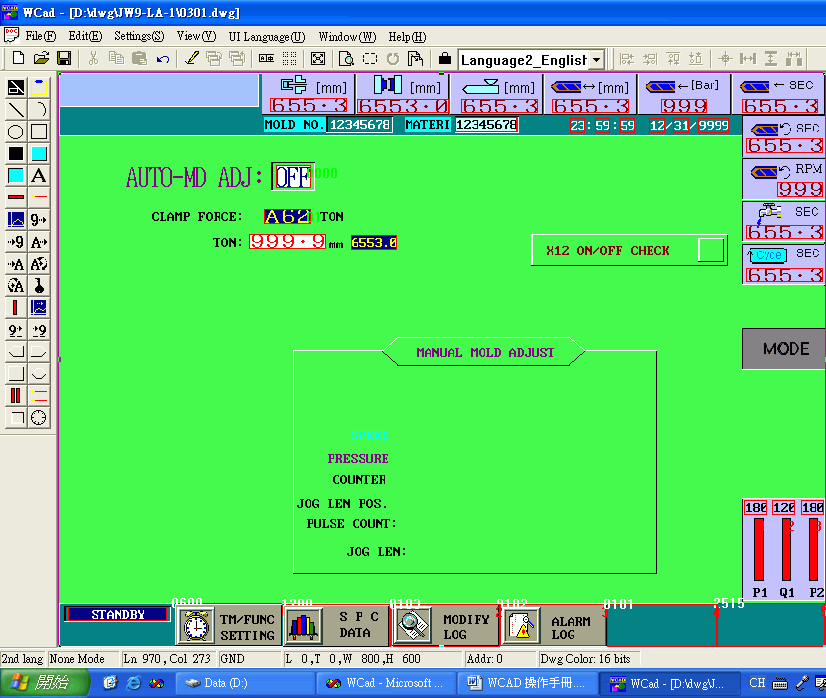 WCad - [D:\dwg\JW9-LA-1\0301.dwg]
File(F) Edit(E) Settings(S) View(V) UI Language(U) Window(W) Help(H)
Language2_English
[mm] [mm] [mm] ↔[mm] ←[Bar] ← SEC
655.3 6553.0 655.3 655.3 999 655.3
MOLD NO. 12345678 MATERI 12345678 23:59:59 12/31/9999
SEC
655.3
RPM
999
SEC
655.3
Cyce SEC
655.3
AUTO-MD ADJ: OFF
CLAMP FORCE: A62 TON
TON: 999.9 mm 6553.0
X12 ON/OFF CHECK
MODE
MANUAL MOLD ADJUST
PRESSURE
COUNTER
JOG LEN POS.
PULSE COUNT:
JOG LEN:
180 120 180
P1 Q1 P2
0600 1200 0103 0102 0101 2515
STANDBY
TM/FUNC
SETTING
S P C
DATA
MODIFY
LOG
ALARM
LOG
2nd lang None Mode Ln 970, Col 273 GND L 0,T 0,W 800,H 600 Addr: 0 Dwg Color: 16 bits
開始 Data (D:) WCad - Microsoft ... WCAD 操作手冊.... WCad - [D:\dwg\J... CH